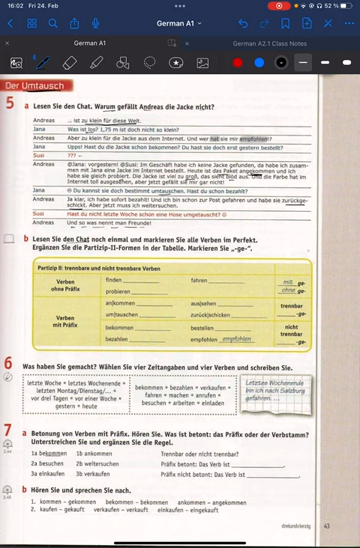 16:02 Fri 24. Feb
52 %
German A1
German A1
German A2.1 Class Notes
Der Umtausch
5 a Lesen Sie den Chat. Warum gefällt Andreas die Jacke nicht?
Andreas ... ist zu klein für diese Welt.
Jana Was ist los? 1,75 m ist doch nicht so klein?
Andreas Aber zu klein für die Jacke aus dem Internet. Und wer hat sie mir empfohlen!?
Jana Upps! Hast du die Jacke schon bekommen? Du hast sie doch erst gestern bestellt?
Susi ??? –
Andreas @Jana: vorgestern! @Susi: Im Geschäft habe ich keine Jacke gefunden, da habe ich zusam-
men mit Jana eine Jacke im Internet bestellt. Heute ist das Paket angekommen und ich
habe sie gleich probiert. Die Jacke ist viel zu groß, das sieht blöd aus. Die Farbe hat im
Internet toll ausgesehen, aber jetzt gefällt sie mir gar nicht!
Jana Du kannst sie doch bestimmt umtauschen. Hast du schon bezahlt?
Andreas Ja klar, ich habe sofort bezahlt! Und ich bin schon zur Post gefahren und habe sie zurückge-
schickt. Aber jetzt muss ich weitersuchen.
Susi Hast du nicht letzte Woche schon eine Hose umgetauscht?
Andreas Und so was nennt man Freunde!
b Lesen Sie den Chat noch einmal und markieren Sie alle Verben im Perfekt.
Ergänzen Sie die Partizip-II-Formen in der Tabelle. Markieren Sie „-ge-“.
Partizip II: trennbare und nicht trennbare Verben
Verben ohne Präfix
finden fahren mit ge-
probieren ohne ge-
Verben mit Präfix
an|kommen aus|sehen trennbar
um|tauschen zurück|schicken -ge-
bekommen bestellen nicht trennbar
bezahlen empfehlen empfohlen -ge-
6 Was haben Sie gemacht? Wählen Sie vier Zeitangaben und vier Verben und schreiben Sie.
letzte Woche • letztes Wochenende •
letzten Montag/Dienstag/... •
vor drei Tagen • vor einer Woche •
gestern • heute
bekommen • bezahlen • verkaufen •
fahren • machen • anrufen •
besuchen • arbeiten • einladen
Letztes Wochenende
bin ich nach Salzburg
gefahren. ...
7 a Betonung von Verben mit Präfix. Hören Sie. Was ist betont: das Präfix oder der Verbstamm?
Unterstreichen Sie und ergänzen Sie die Regel.
1a bekommen 1b ankommen Trennbar oder nicht trennbar?
2a besuchen 2b weitersuchen Präfix betont: Das Verb ist
3a einkaufen 3b verkaufen Präfix nicht betont: Das Verb ist
b Hören Sie und sprechen Sie nach.
1. kommen – gekommen bekommen – bekommen ankommen – angekommen
2. kaufen – gekauft verkaufen – verkauft einkaufen – eingekauft
dreiundvierzig 43